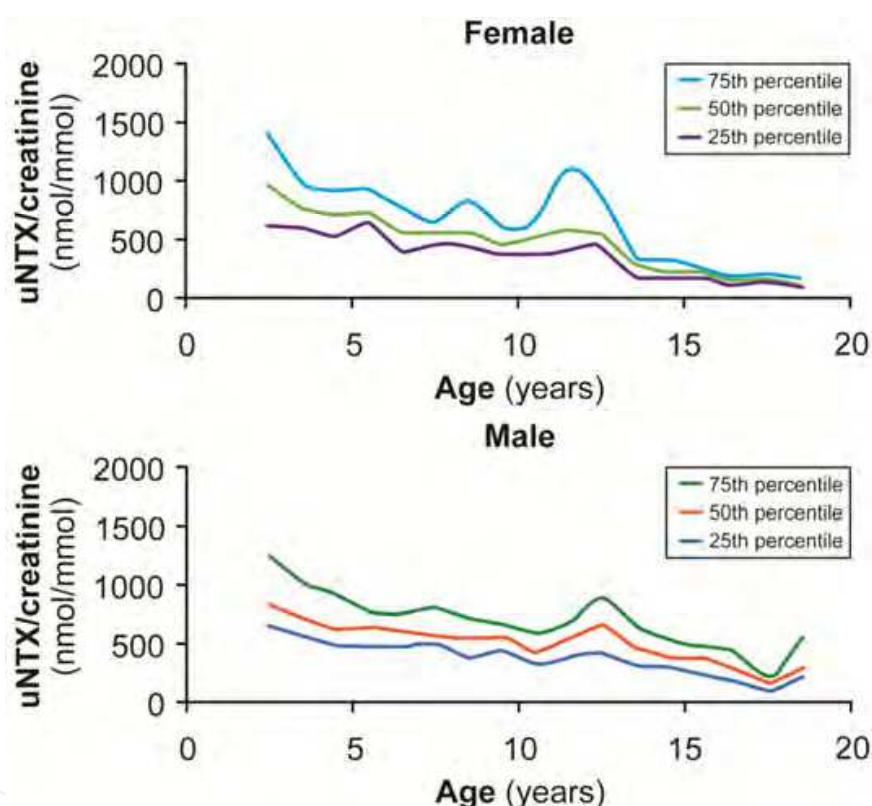 Female
2000
1500
1000
500
0
uNTX/creatinine
(nmol/mmol)
75th percentile
50th percentile
25th percentile
0 5 10 15 20
Age (years)
Male
2000
1500
1000
500
0
uNTX/creatinine
(nmol/mmol)
75th percentile
50th percentile
25th percentile
0 5 10 15 20
Age (years)